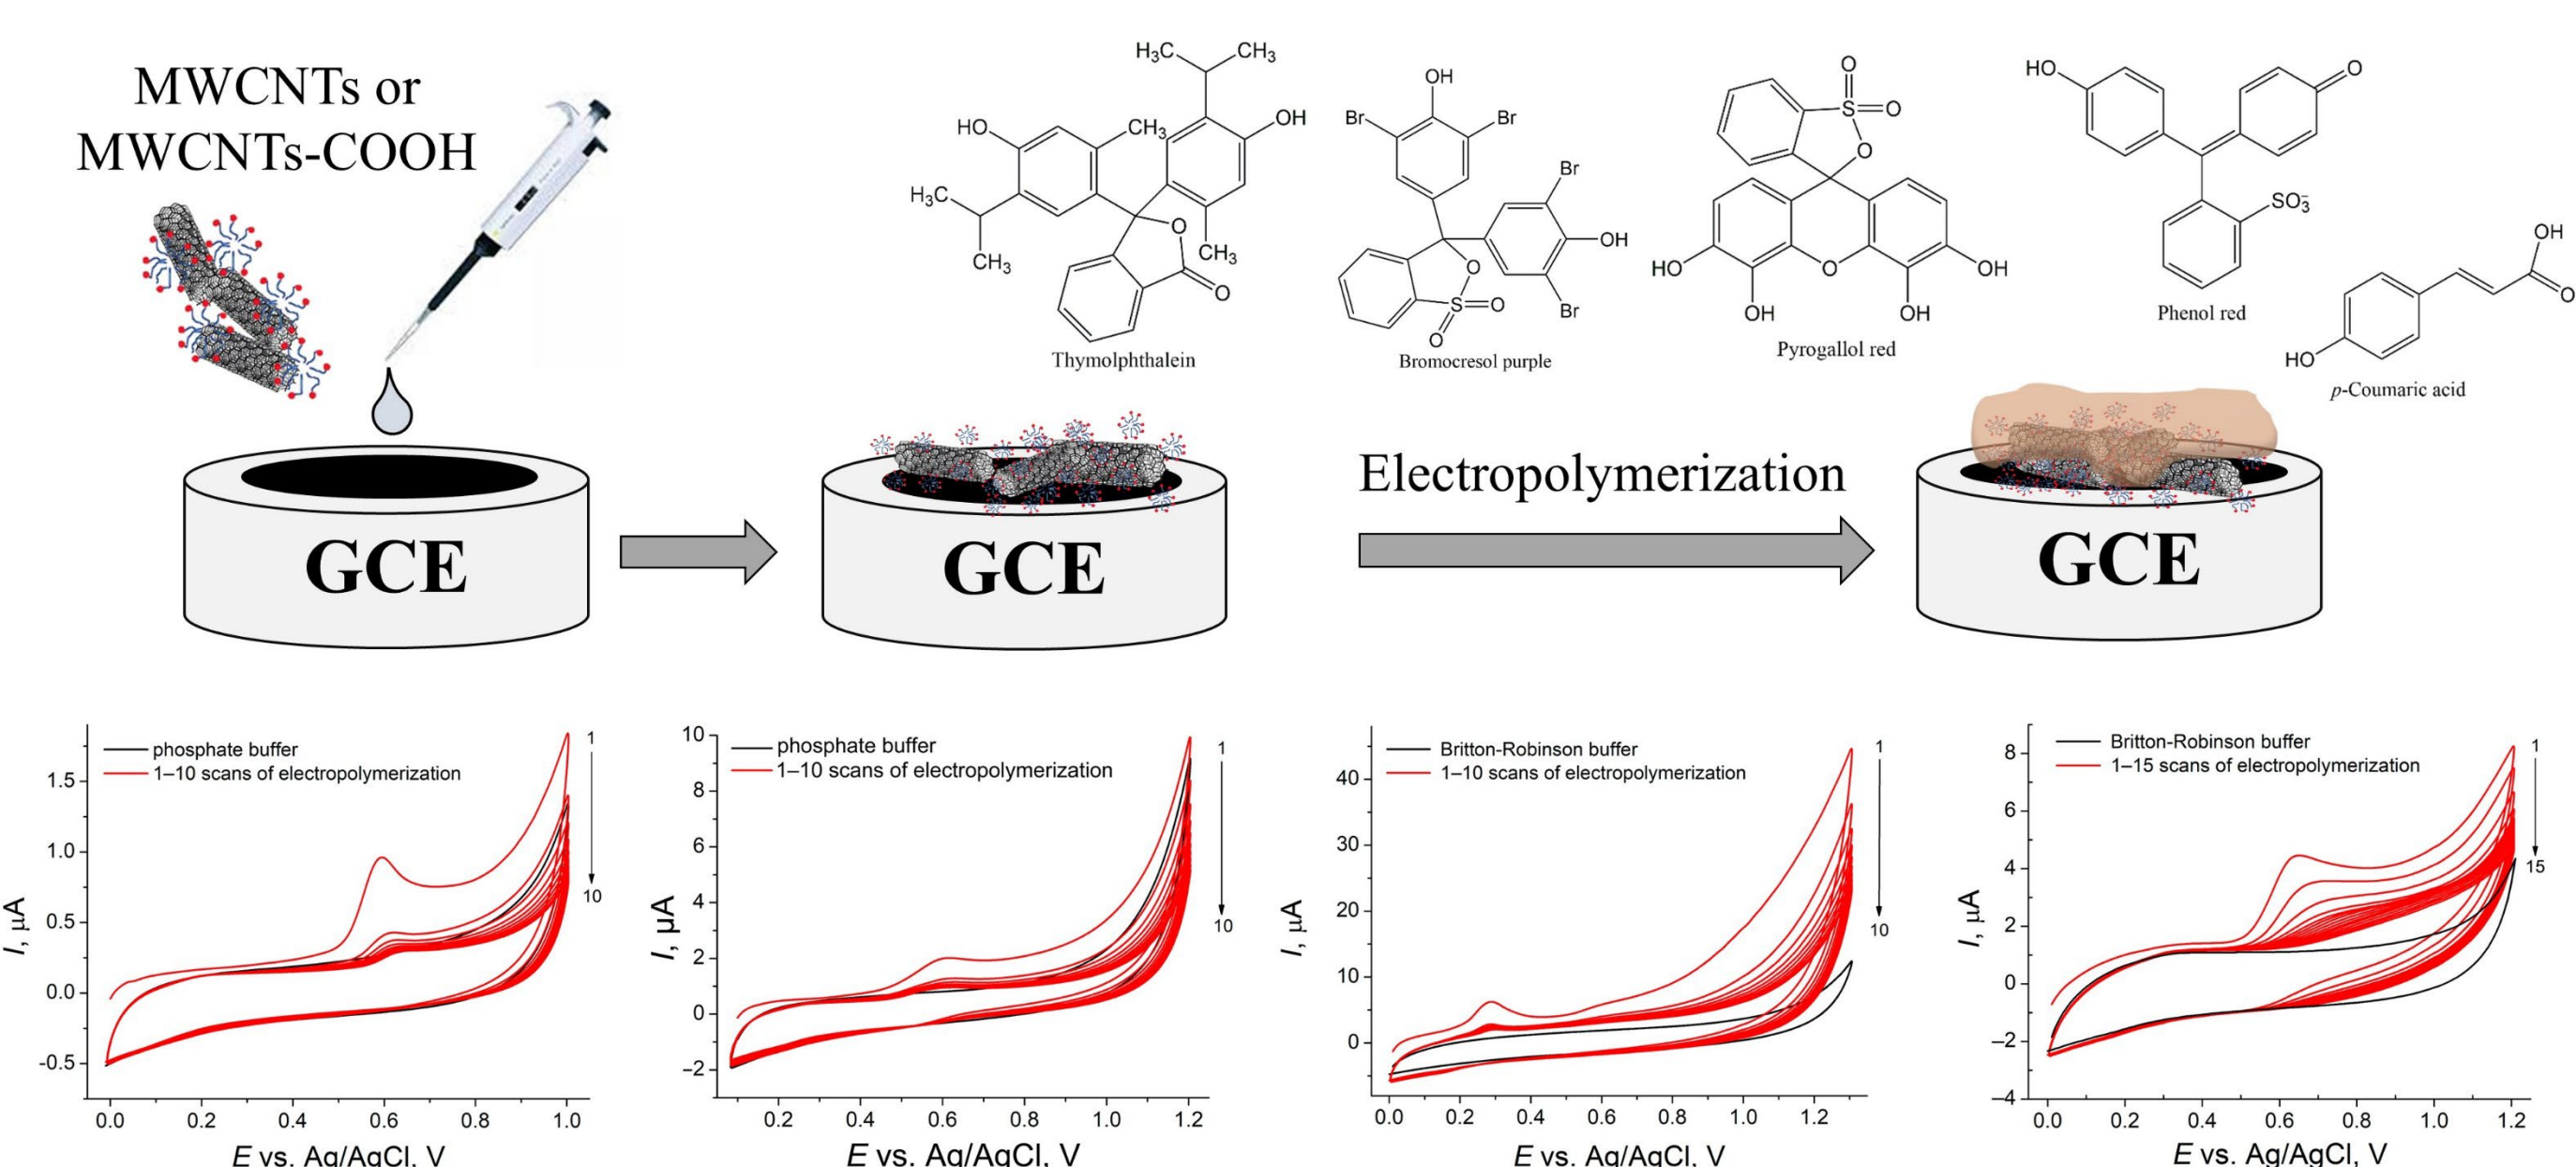 MWCNTs or
MWCNTs-COOH
GCE
GCE
H₃C CH₃
HO CH₃ OH
H₃C
CH₃ O CH₃
O
Thymolphthalein
OH
Br Br
Br
OH
O
S O
O Br
Bromocresol purple
O
S O
O
HO O OH
OH OH
Pyrogallol red
HO O
SO₃⁻
Phenol red
OH
O
HO
p-Coumaric acid
Electropolymerization
GCE
phosphate buffer
1–10 scans of electropolymerization
1
10
1.5
1.0
0.5
0.0
-0.5
I, µA
0.0 0.2 0.4 0.6 0.8 1.0
E vs. Ag/AgCl, V
phosphate buffer
1–10 scans of electropolymerization
1
10
10
8
6
4
2
0
–2
I, µA
0.2 0.4 0.6 0.8 1.0 1.2
E vs. Ag/AgCl, V
Britton-Robinson buffer
1–10 scans of electropolymerization
1
10
40
30
20
10
0
I, µA
0.0 0.2 0.4 0.6 0.8 1.0 1.2
E vs. Ag/AgCl, V
Britton-Robinson buffer
1–15 scans of electropolymerization
1
15
8
6
4
2
0
–2
–4
I, µA
0.0 0.2 0.4 0.6 0.8 1.0 1.2
E vs. Ag/AgCl, V